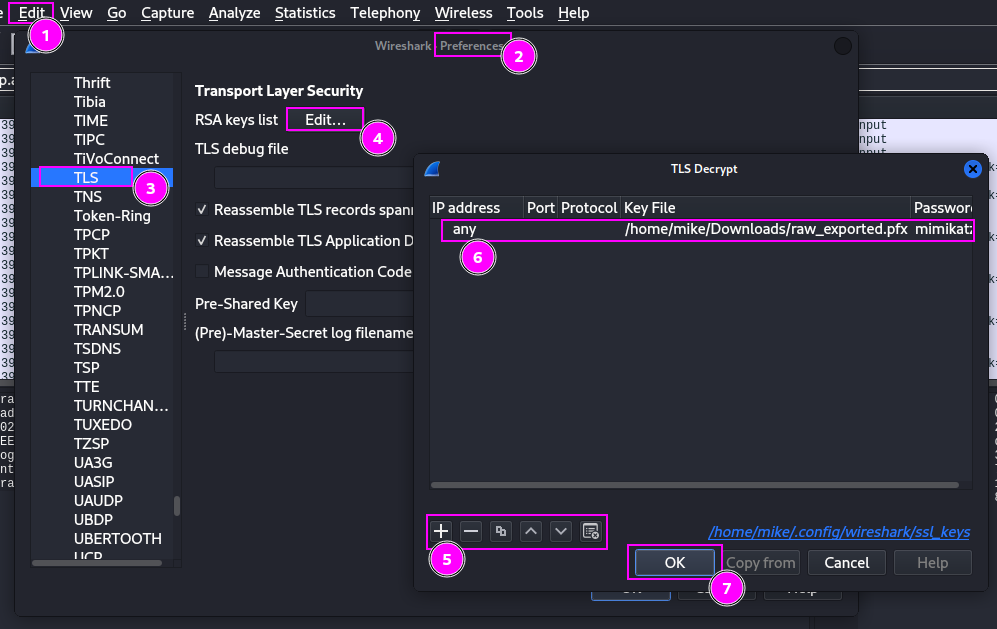 Edit View Go Capture Analyze Statistics Telephony Wireless Tools Help
1
Wireshark · Preferences
2
Thrift
Tibia
TIME
TIPC
TiVoConnect
TLS
3
TNS
Token-Ring
TPCP
TPKT
TPLINK-SMA...
TPM2.0
TPNCP
TRANSUM
TSDNS
TSP
TTE
TURNCHAN...
TUXEDO
TZSP
UA3G
UASIP
UAUDP
UBDP
UBERTOOTH
UCP
Transport Layer Security
RSA keys list Edit...
4
TLS debug file
Reassemble TLS records spann
Reassemble TLS Application D
Message Authentication Code
Pre-Shared Key
(Pre)-Master-Secret log filename
TLS Decrypt
IP address Port Protocol Key File Passwor
any /home/mike/Downloads/raw_exported.pfx mimikatz
6
5
/home/mike/.config/wireshark/ssl_keys
OK Copy from Cancel Help
7